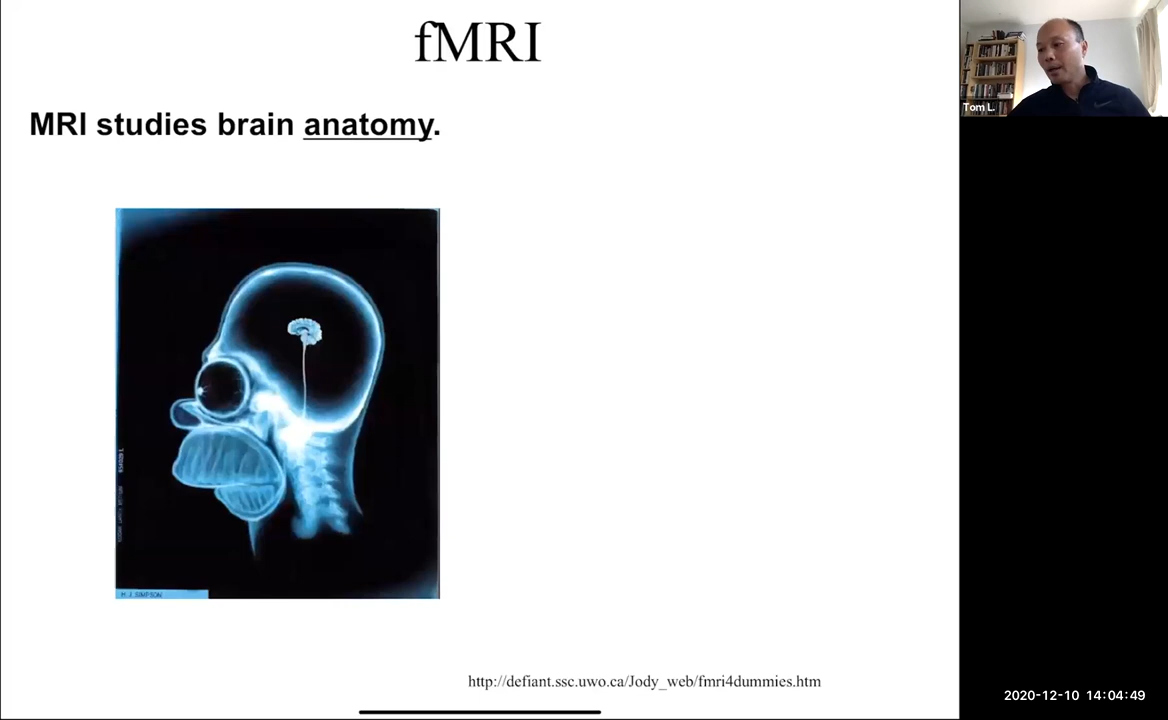 fMRI
MRI studies brain anatomy.
Tom L.
H J SIMPSON
http://defiant.ssc.uwo.ca/Jody_web/fmri4dummies.htm
2020-12-10 14:04:49